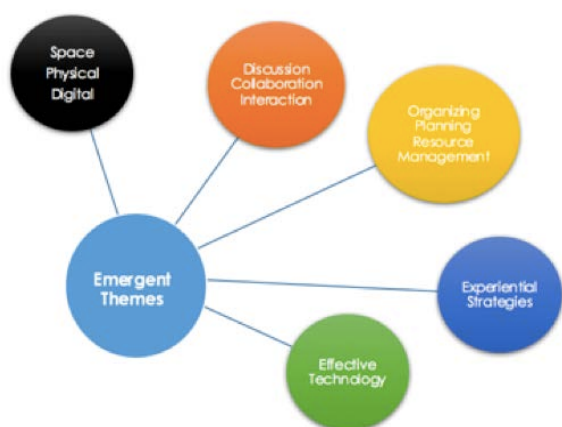 Space
Physical
Digital
Discussion
Collaboration
Interaction
Organizing
Planning
Resource
Management
Emergent
Themes
Experiential
Strategies
Effective
Technology